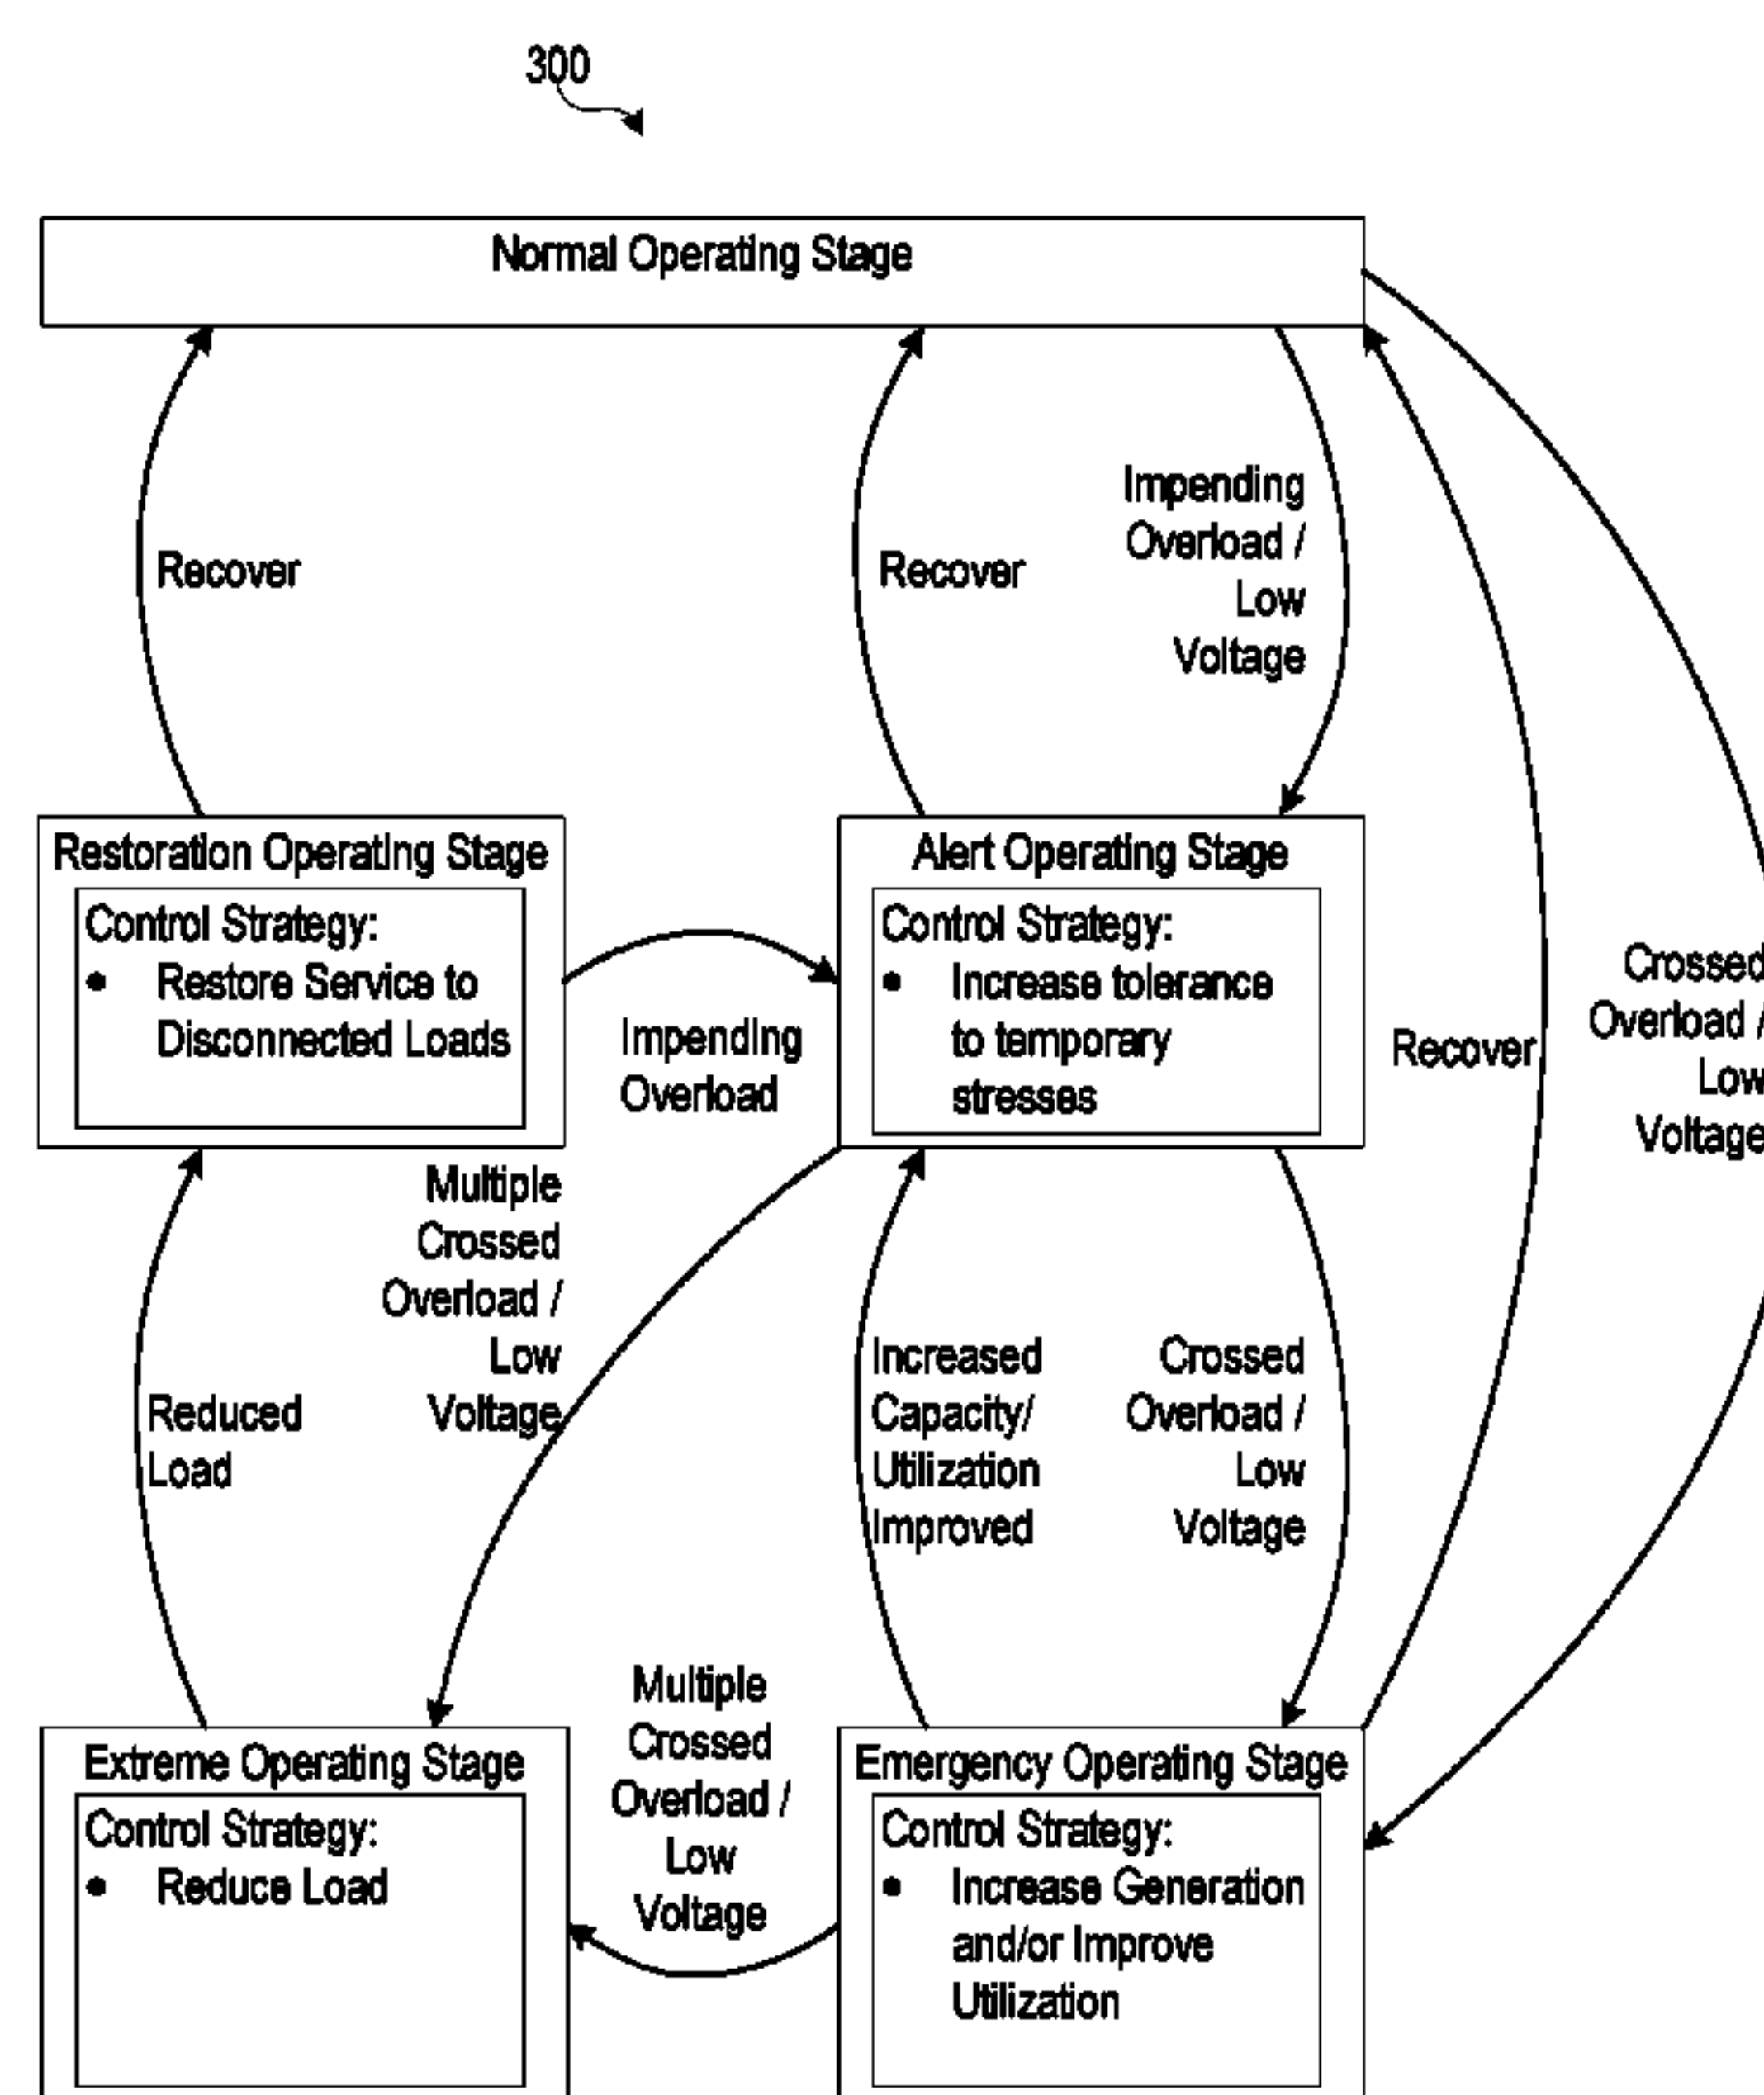 300
Normal Operating Stage
Recover
Recover
Impending
Overload /
Low
Voltage
Restoration Operating Stage
Control Strategy:
• Restore Service to
Disconnected Loads
Impending
Overload
Alert Operating Stage
Control Strategy:
• Increase tolerance
to temporary
stresses
Recover
Crossed
Overload /
Low
Voltage
Multiple
Crossed
Overload /
Low
Voltage
Reduced
Load
Increased
Capacity/
Utilization
Improved
Crossed
Overload /
Low
Voltage
Extreme Operating Stage
Control Strategy:
• Reduce Load
Multiple
Crossed
Overload /
Low
Voltage
Emergency Operating Stage
Control Strategy:
• Increase Generation
and/or Improve
Utilization